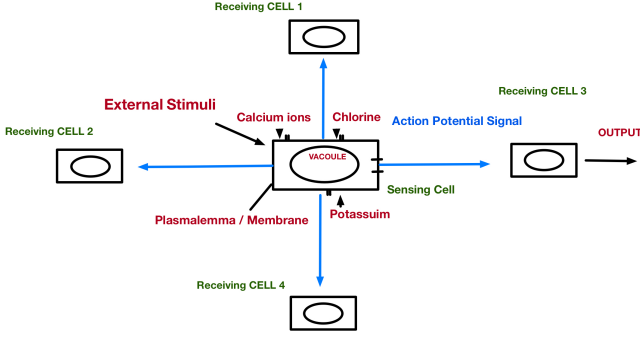 Receiving CELL 1
Receiving CELL 3
External Stimuli
Calcium ions
Chlorine
Action Potential Signal
Receiving CELL 2
OUTPUT
VACOULE
Sensing Cell
Plasmalemma / Membrane
Potassuim
Receiving CELL 4